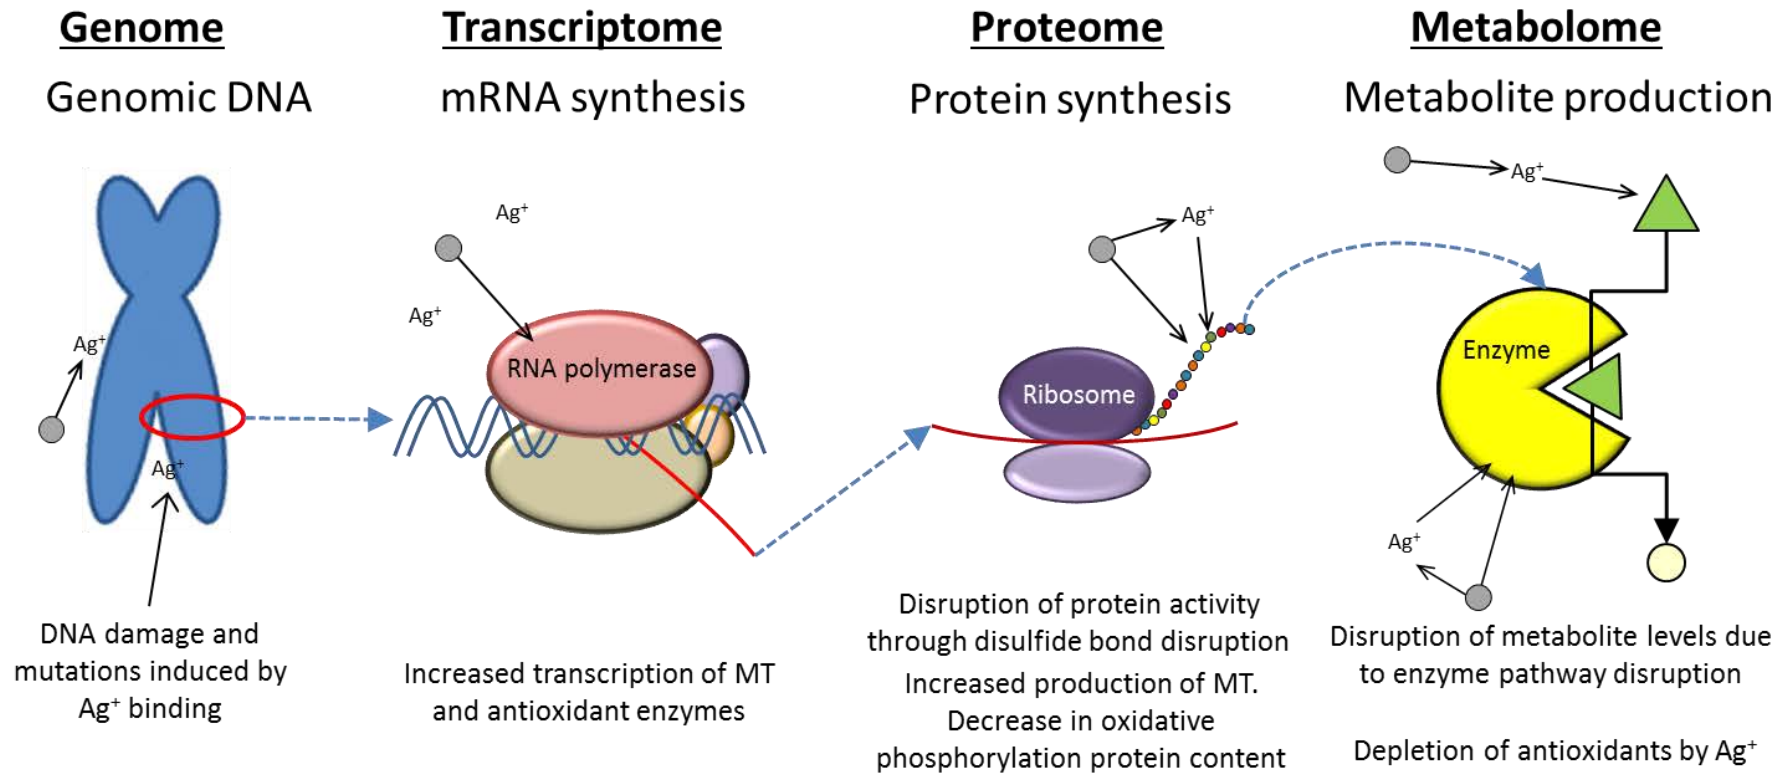 Genome
Genomic DNA
Ag⁺
Ag⁺
DNA damage and
mutations induced by
Ag⁺ binding
Transcriptome
mRNA synthesis
Ag⁺
Ag⁺
RNA polymerase
Increased transcription of MT
and antioxidant enzymes
Proteome
Protein synthesis
Ag⁺
Ribosome
Disruption of protein activity
through disulfide bond disruption
Increased production of MT.
Decrease in oxidative
phosphorylation protein content
Metabolome
Metabolite production
Ag⁺
Enzyme
Ag⁺
Disruption of metabolite levels due
to enzyme pathway disruption
Depletion of antioxidants by Ag⁺